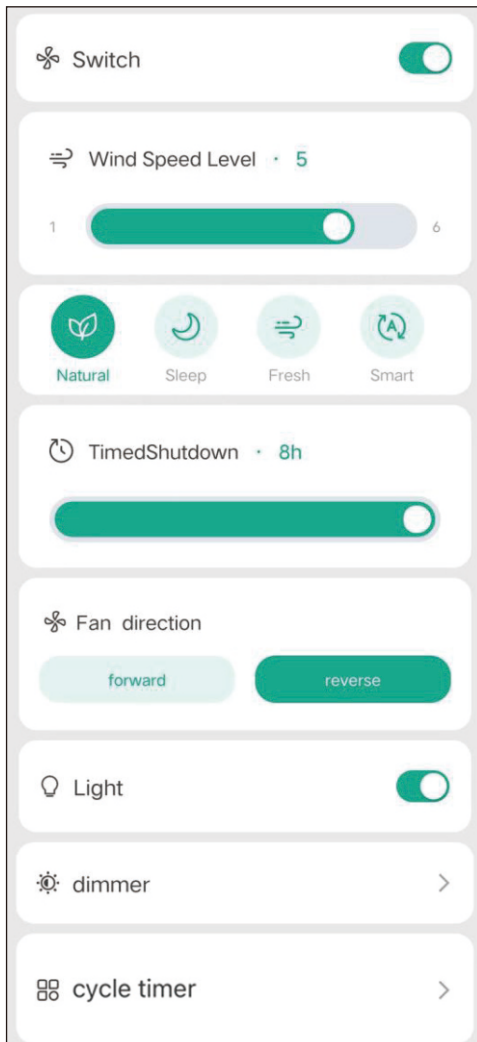 Switch
Wind Speed Level · 5
1 6
Natural Sleep Fresh Smart
TimedShutdown · 8h
Fan direction
forward reverse
Light
dimmer
cycle timer